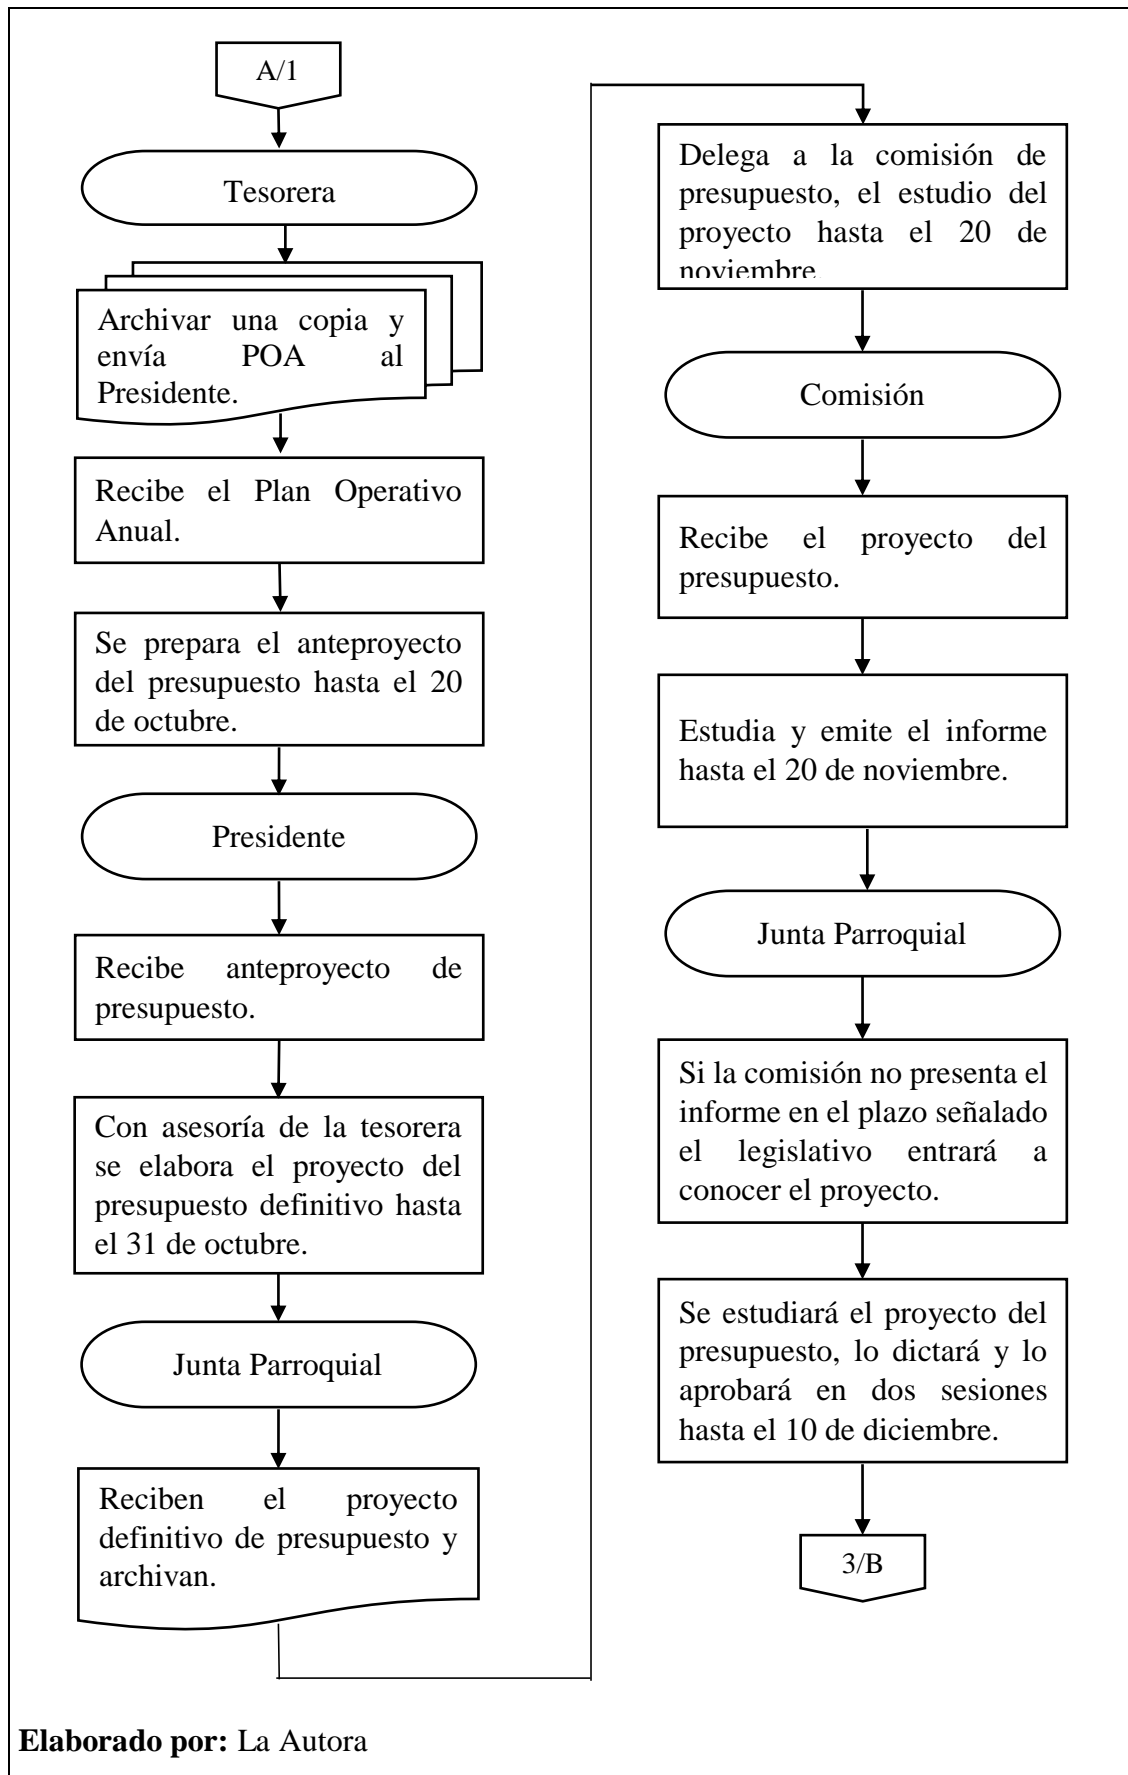 A/1
Tesorera
Archivar una copia y
envía POA al
Presidente.
Recibe el Plan Operativo
Anual.
Se prepara el anteproyecto
del presupuesto hasta el 20
de octubre.
Presidente
Recibe anteproyecto de
presupuesto.
Con asesoría de la tesorera
se elabora el proyecto del
presupuesto definitivo hasta
el 31 de octubre.
Junta Parroquial
Reciben el proyecto
definitivo de presupuesto y
archivan.
Delega a la comisión de
presupuesto, el estudio del
proyecto hasta el 20 de
noviembre
Comisión
Recibe el proyecto del
presupuesto.
Estudia y emite el informe
hasta el 20 de noviembre.
Junta Parroquial
Si la comisión no presenta el
informe en el plazo señalado
el legislativo entrará a
conocer el proyecto.
Se estudiará el proyecto del
presupuesto, lo dictará y lo
aprobará en dos sesiones
hasta el 10 de diciembre.
3/B
Elaborado por: La Autora